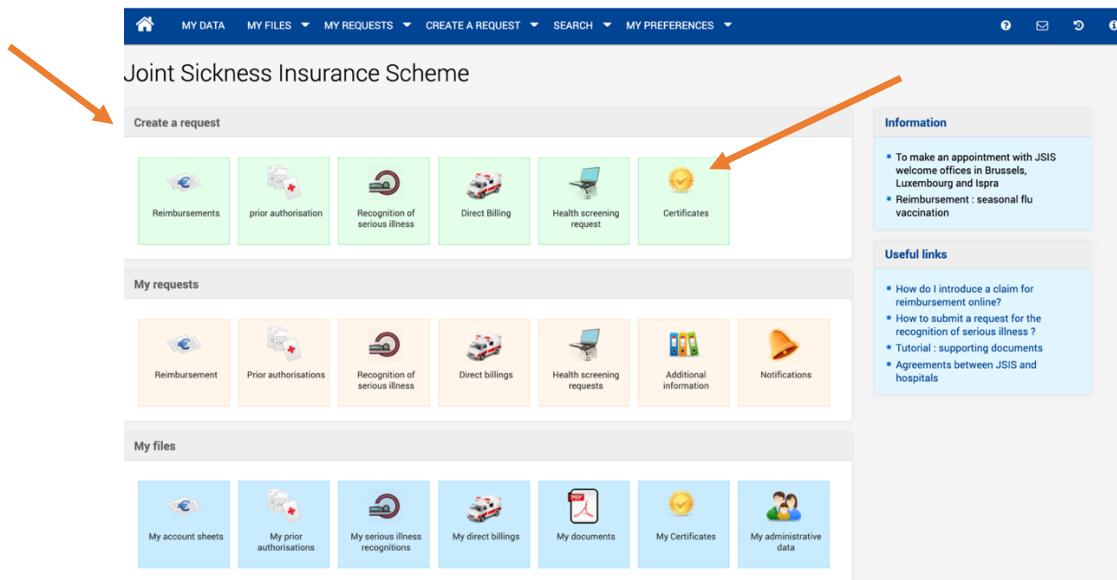 MY DATA MY FILES MY REQUESTS CREATE A REQUEST SEARCH MY PREFERENCES
Joint Sickness Insurance Scheme
Create a request
Reimbursements
prior authorisation
Recognition of
serious illness
Direct Billing
Health screening
request
Certificates
My requests
Reimbursement
Prior authorisations
Recognition of
serious illness
Direct billings
Health screening
requests
Additional
information
Notifications
My files
My account sheets
My prior
authorisations
My serious illness
recognitions
My direct billings
PDF
My documents
My Certificates
My administrative
data
Information
To make an appointment with JSIS
welcome offices in Brussels,
Luxembourg and Ispra
Reimbursement : seasonal flu
vaccination
Useful links
How do I introduce a claim for
reimbursement online?
How to submit a request for the
recognition of serious illness ?
Tutorial : supporting documents
Agreements between JSIS and
hospitals